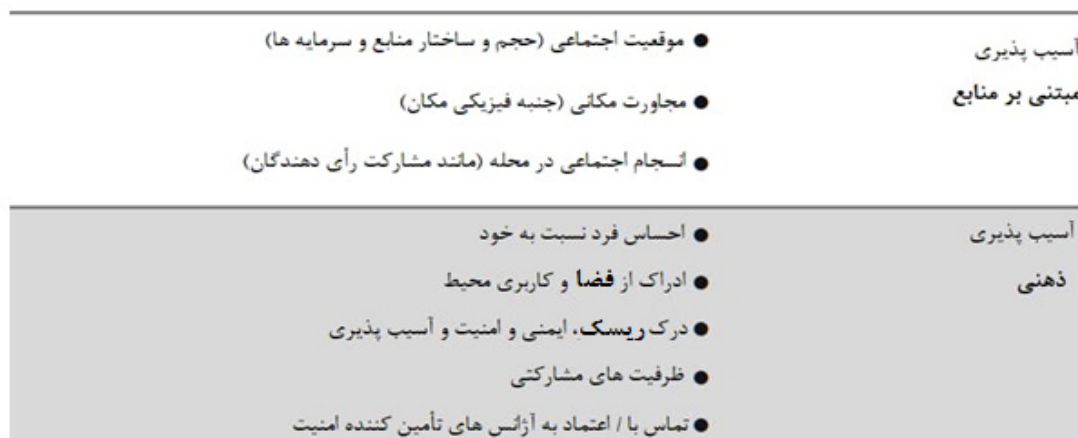 آسیب پذیری
مبتنی بر منابع
● موقعیت اجتماعی (حجم و ساختار منابع و سرمایه ها)
● مجاورت مکانی (جنبه فیزیکی مکان)
● انسجام اجتماعی در محله (مانند مشارکت رأی دهندگان)
آسیب پذیری
ذهنی
● احساس فرد نسبت به خود
● ادراک از فضا و کاربری محیط
● درک ریسک، ایمنی و امنیت و آسیب پذیری
● ظرفیت های مشارکتی
● تماس با / اعتماد به آژانس های تأمین کننده امنیت